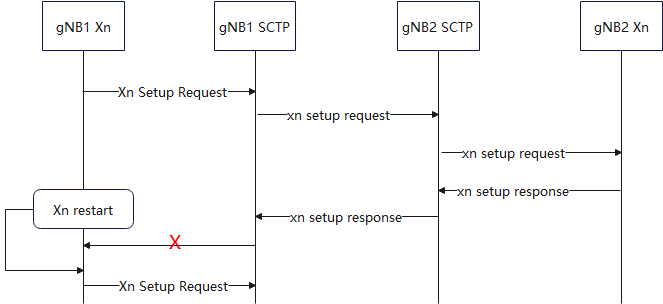 gNB1 Xn
gNB1 SCTP
gNB2 SCTP
gNB2 Xn
Xn Setup Request
xn setup request
xn setup request
xn setup response
Xn restart
xn setup response
X
Xn Setup Request